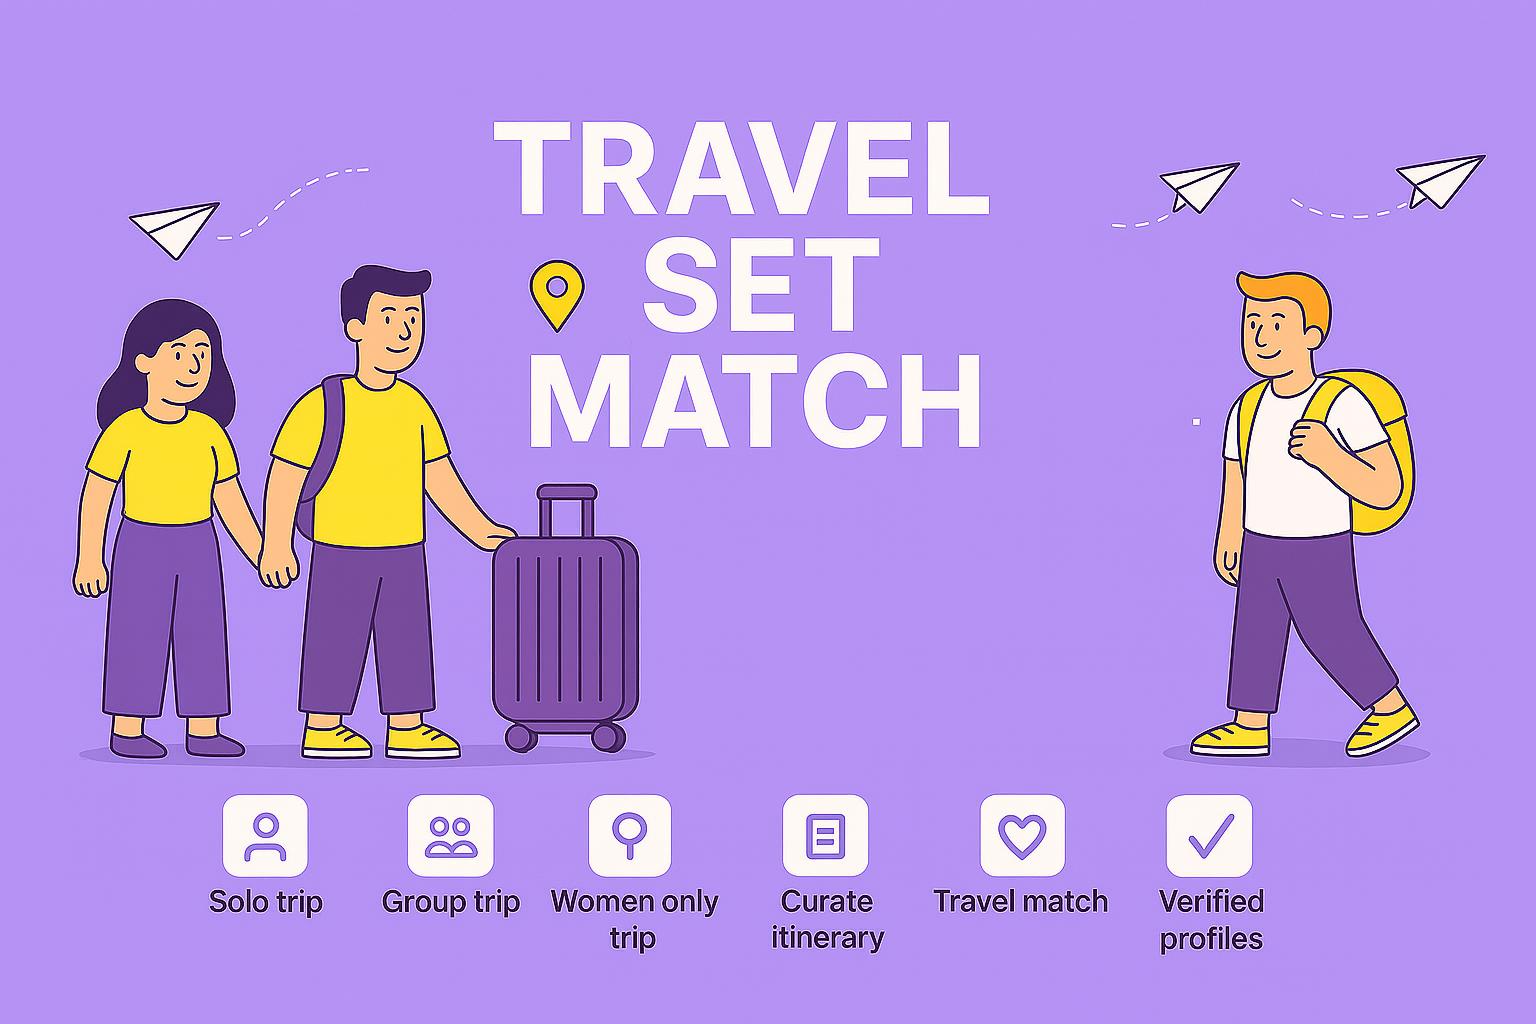 TRAVEL
SET
MATCH
Solo trip
Group trip
Women only
trip
Curate
itinerary
Travel match
Verified
profiles